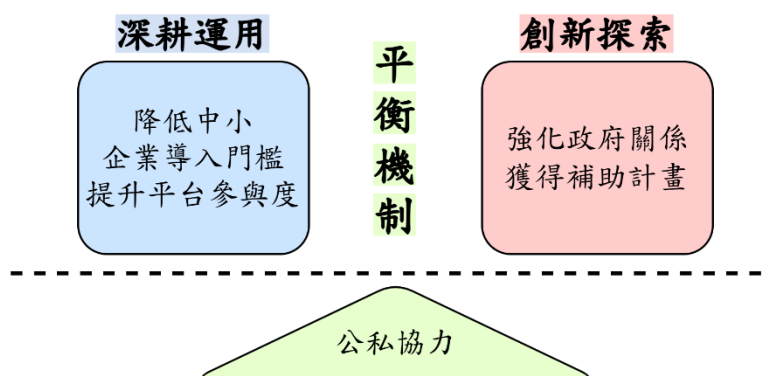 深耕運用
降低中小
企業導入門檻
提升平台參與度
平
衡
機
制
創新探索
強化政府關係
獲得補助計畫
公私協力